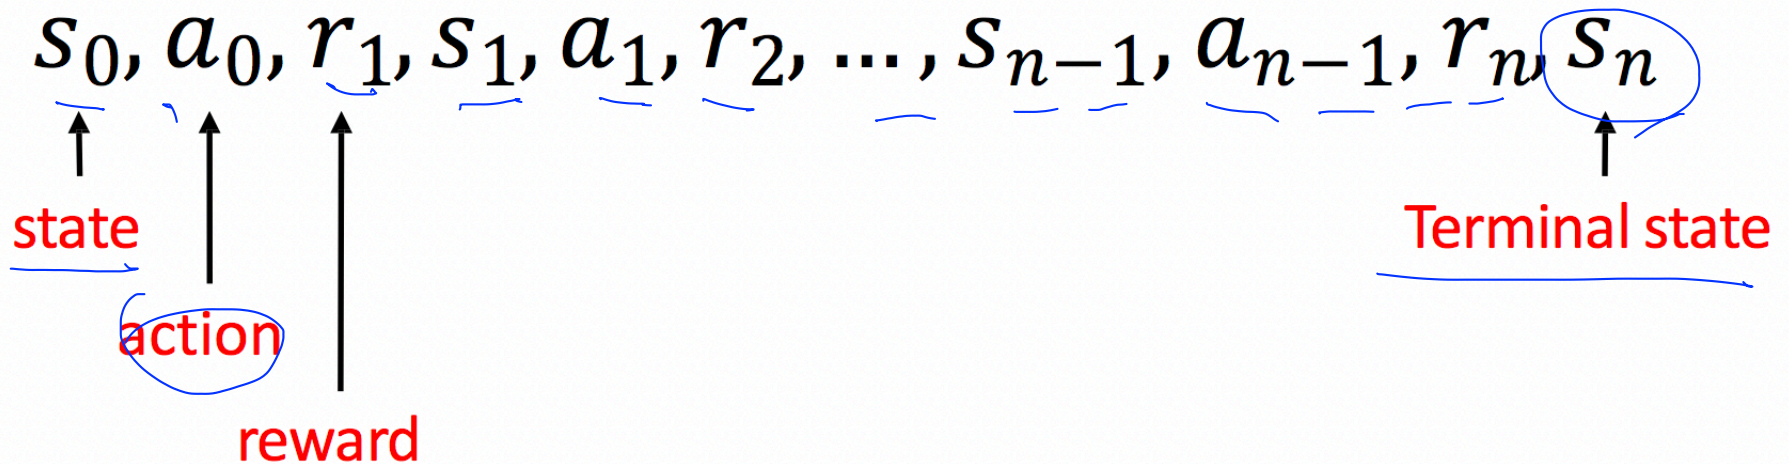 s₀, a₀, r₁, s₁, a₁, r₂, ... , sₙ₋₁, aₙ₋₁, rₙ, sₙ
state
Terminal state
action
reward